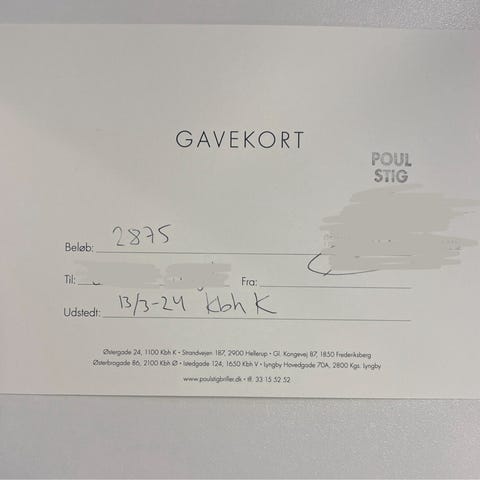 GAVEKORT
POUL
STIG
Beløb: 2875
Til: Fra:
Udstedt: 13/3-24 Kbh K
Østergade 24, 1100 Kbh K • Strandvejen 187, 2900 Hellerup • Gl. Kongevej 87, 1850 Frederiksberg
Østerbrogade 86, 2100 Kbh Ø • Istedgade 124, 1650 Kbh V • Lyngby Hovedgade 70A, 2800 Kgs. Lyngby
www.poulstigbriller.dk • tlf. 33 15 52 52